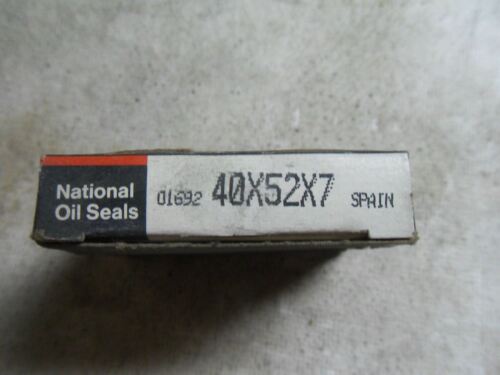 National
Oil Seals
01692 40X52X7 SPAIN